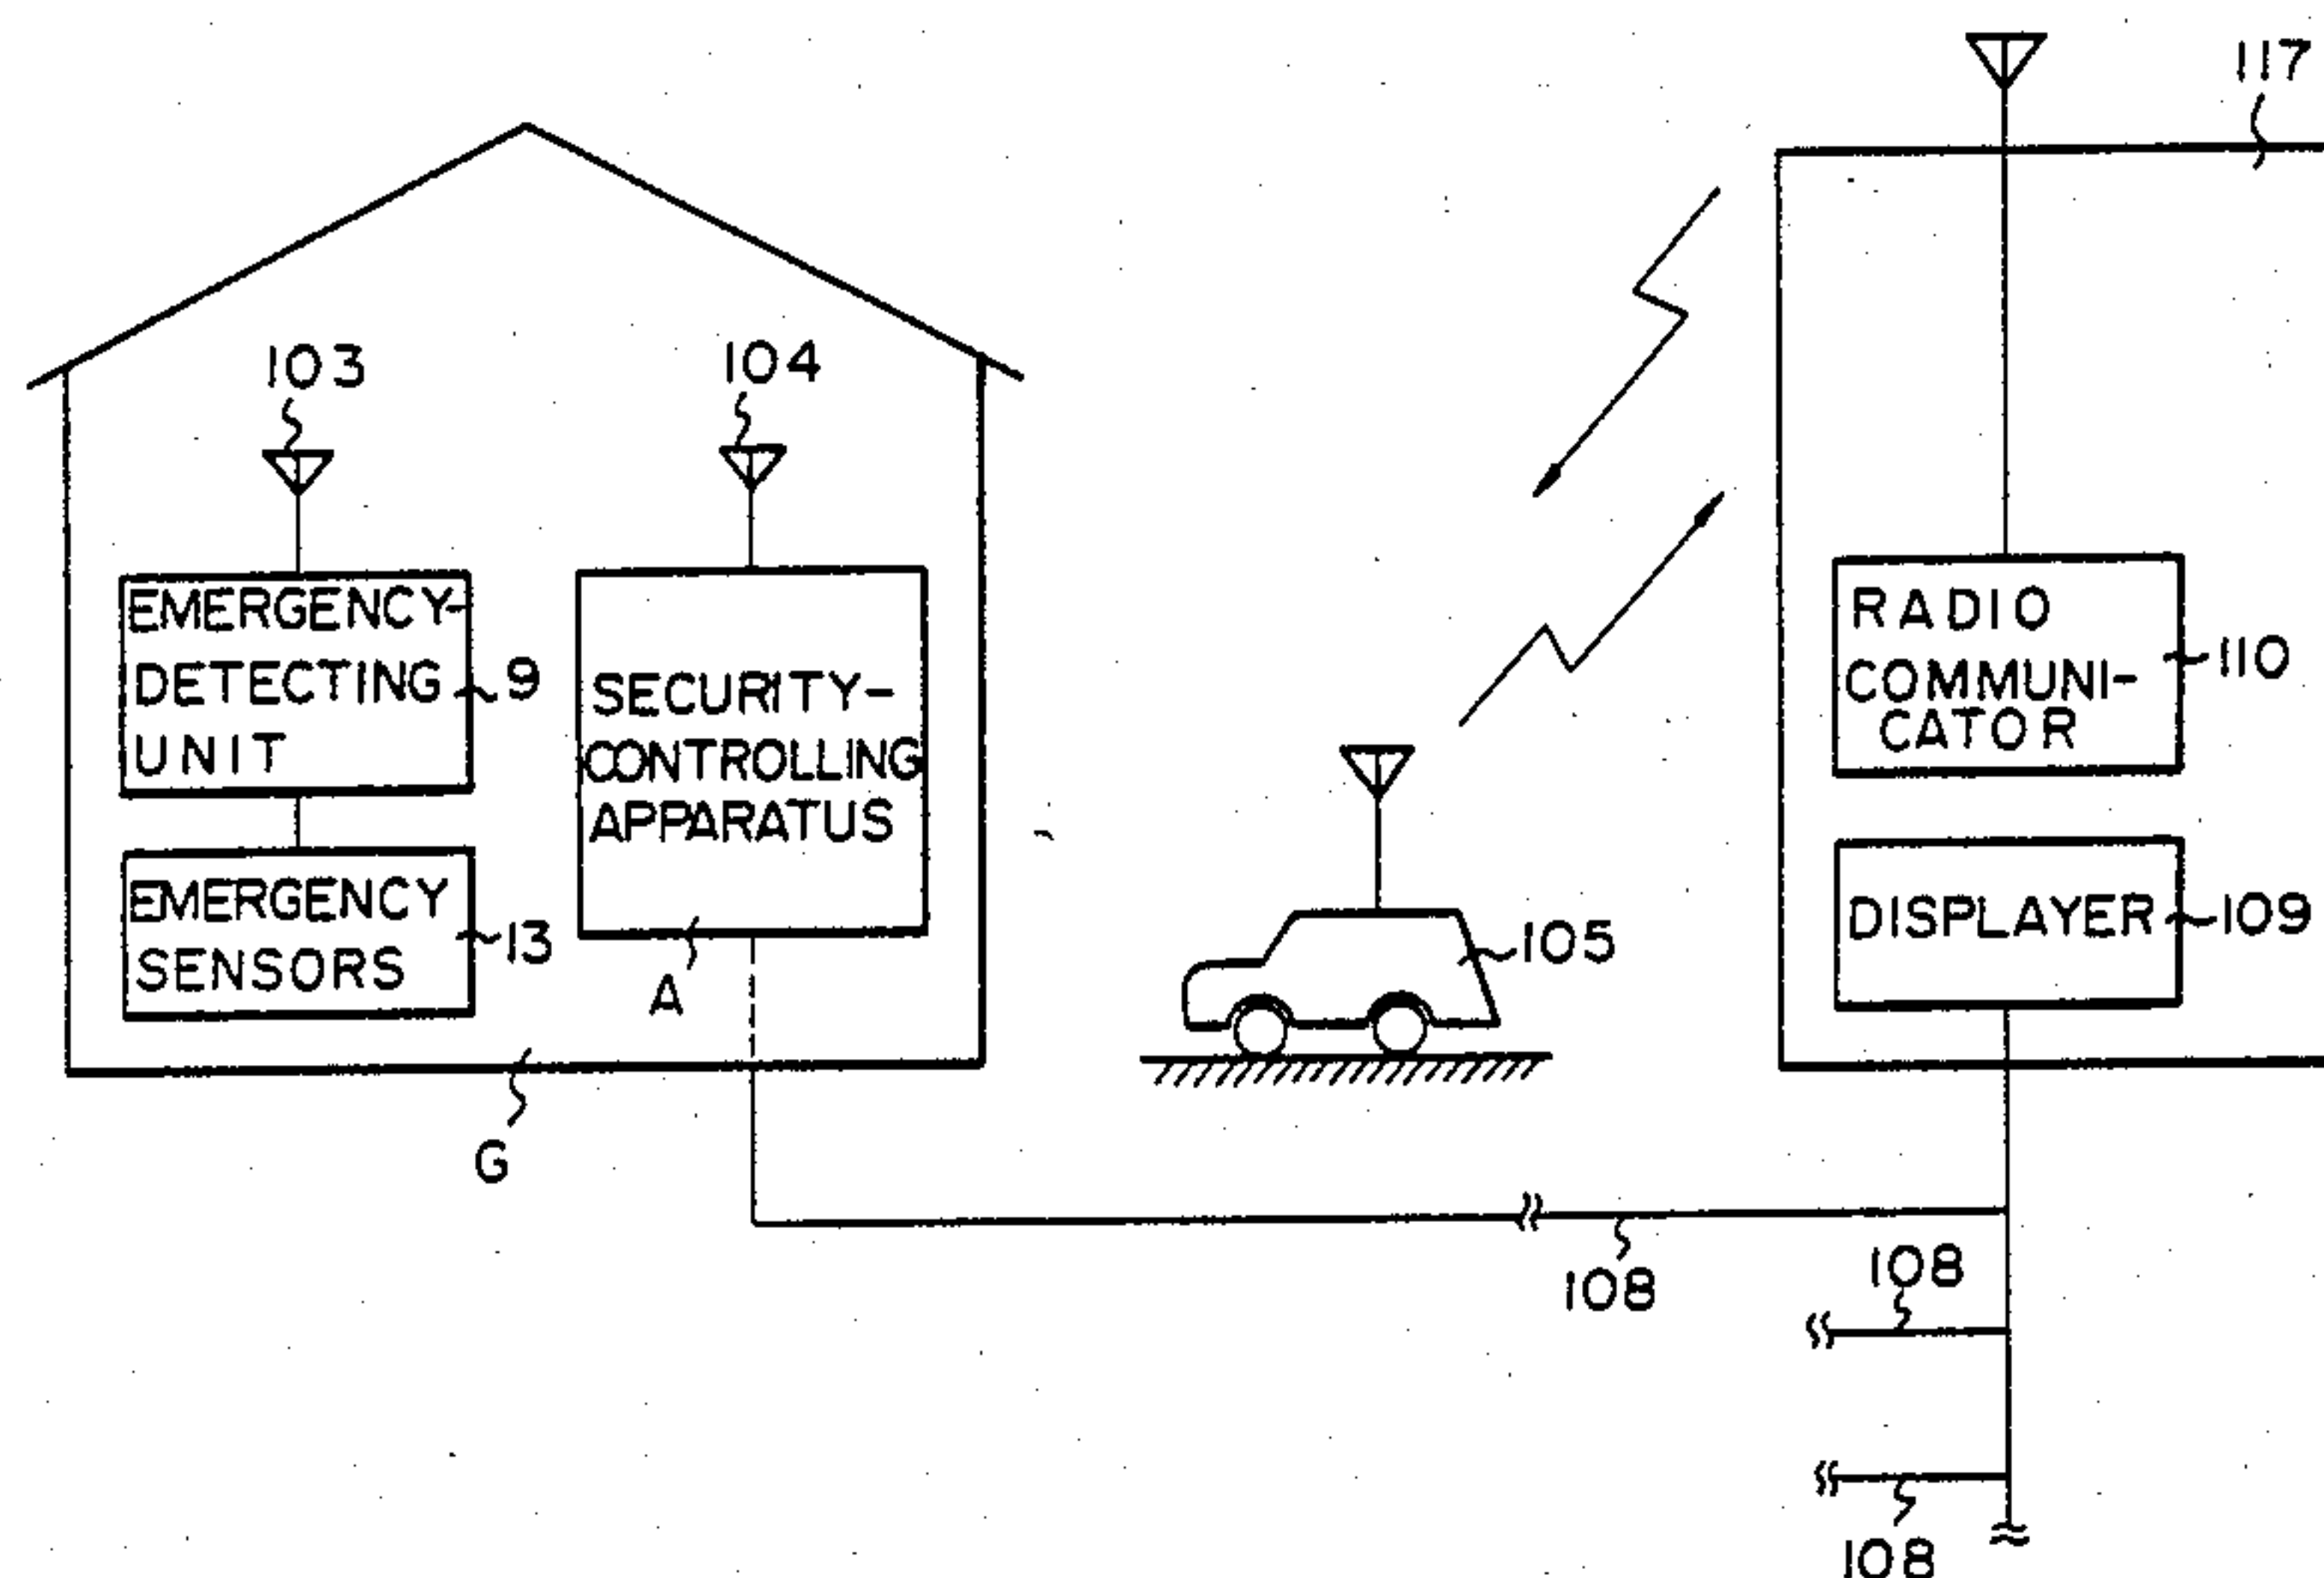 117
103
104
EMERGENCY-
DETECTING
UNIT
9
SECURITY-
CONTROLLING
APPARATUS
RADIO
COMMUNI-
CATOR
110
EMERGENCY
SENSORS
13
A
105
DISPLAYER
109
G
108
108
108